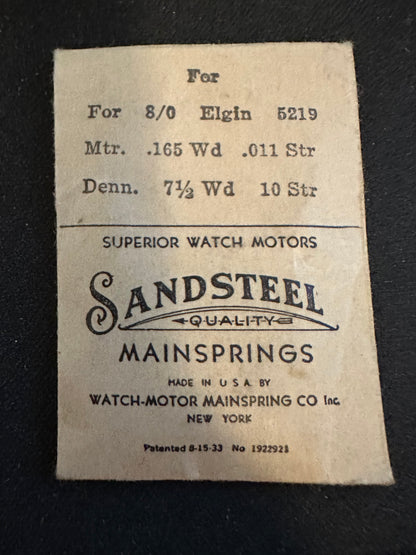 For
For 8/0 Elgin 5219
Mtr. .165 Wd .011 Str
Denn. 7½ Wd 10 Str
SUPERIOR WATCH MOTORS
SANDSTEEL
QUALITY
MAINSPRINGS
MADE IN U.S.A. BY
WATCH-MOTOR MAINSPRING CO Inc.
NEW YORK
Patented 8-15-33 No 1922921